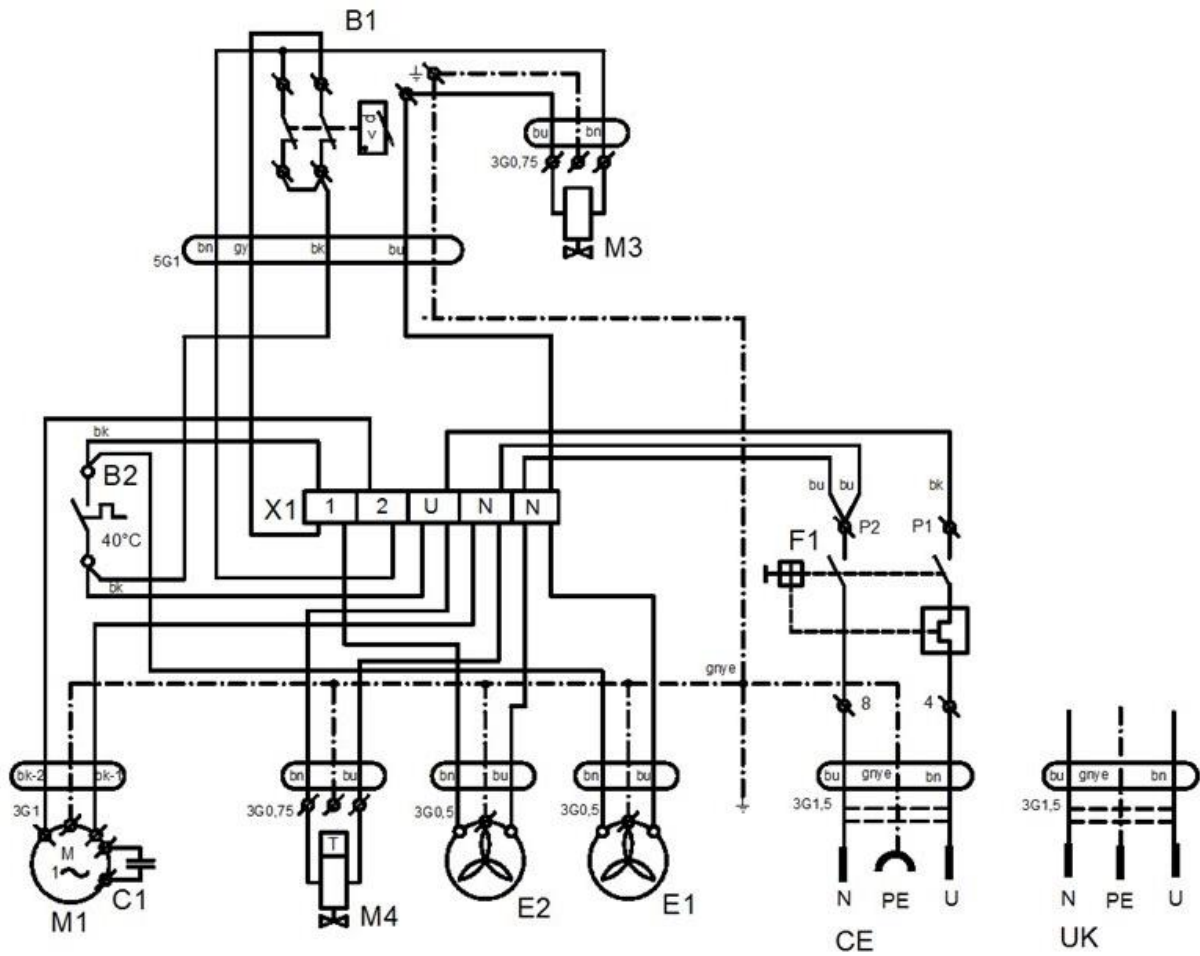 B1
bu
bn
3G0,75
M3
p
v
bn
gy
bk
bu
5G1
bk
B2
40°C
bk
X1
1
2
U
N
N
bu
bu
bk
P2
P1
F1
gnye
8
4
bk-2
bk-1
3G1
M
1
C1
M1
bn
bu
3G0,75
T
M4
bn
bu
3G0,5
E2
bn
bu
3G0,5
E1
bu
gnye
bn
3G1,5
N
PE
U
CE
bu
gnye
bn
3G1,5
N
PE
U
UK